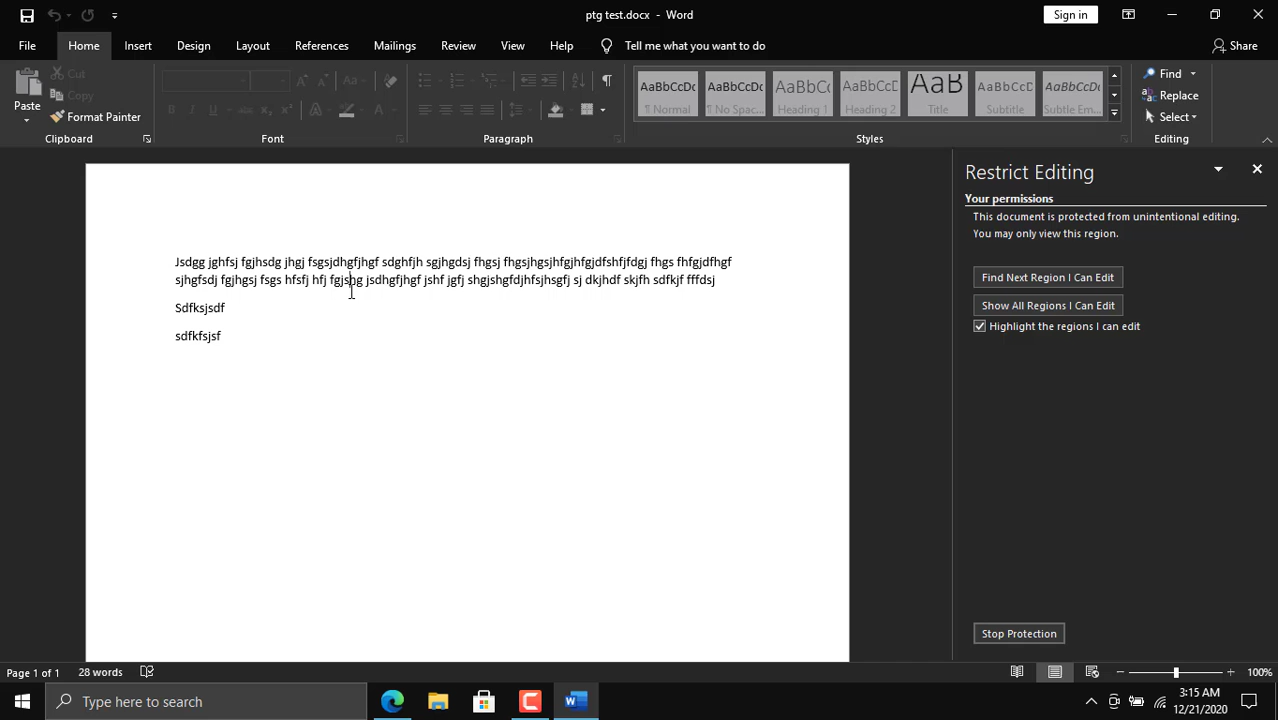 ptg test.docx - Word
Sign in
File Home Insert Design Layout References Mailings Review View Help Tell me what you want to do Share
Paste
Cut
Copy
Format Painter
Clipboard
Font
Paragraph
AaBbCcDc AaBbCcDc AaBbCc AaBbCcD AaB AaBbCcD AaBbCcDc
¶ Normal ¶ No Spac... Heading 1 Heading 2 Title Subtitle Subtle Em...
Styles
Find
Replace
Select
Editing
Jsdgg jghfsj fgjhsdg jhgj fsgsjdhgfjhgf sdghfjh sgjhgdsj fhgsj fhgsjhgsjhfgjhfgjdfshfjfdgj fhgs fhfgjdfhgf
sjhgfsdj fgjhgsj fsgs hfsfj hfj fgjshg jsdhgfjhgf jshf jgfj shgjshgfdjhfsjhsgfj sj dkjhdf skjfh sdfkjf fffdsj
Sdfksjsdf
sdfkfsjsf
Restrict Editing
Your permissions
This document is protected from unintentional editing.
You may only view this region.
Find Next Region I Can Edit
Show All Regions I Can Edit
Highlight the regions I can edit
Stop Protection
Page 1 of 1 28 words 100%
Type here to search
3:15 AM
12/21/2020